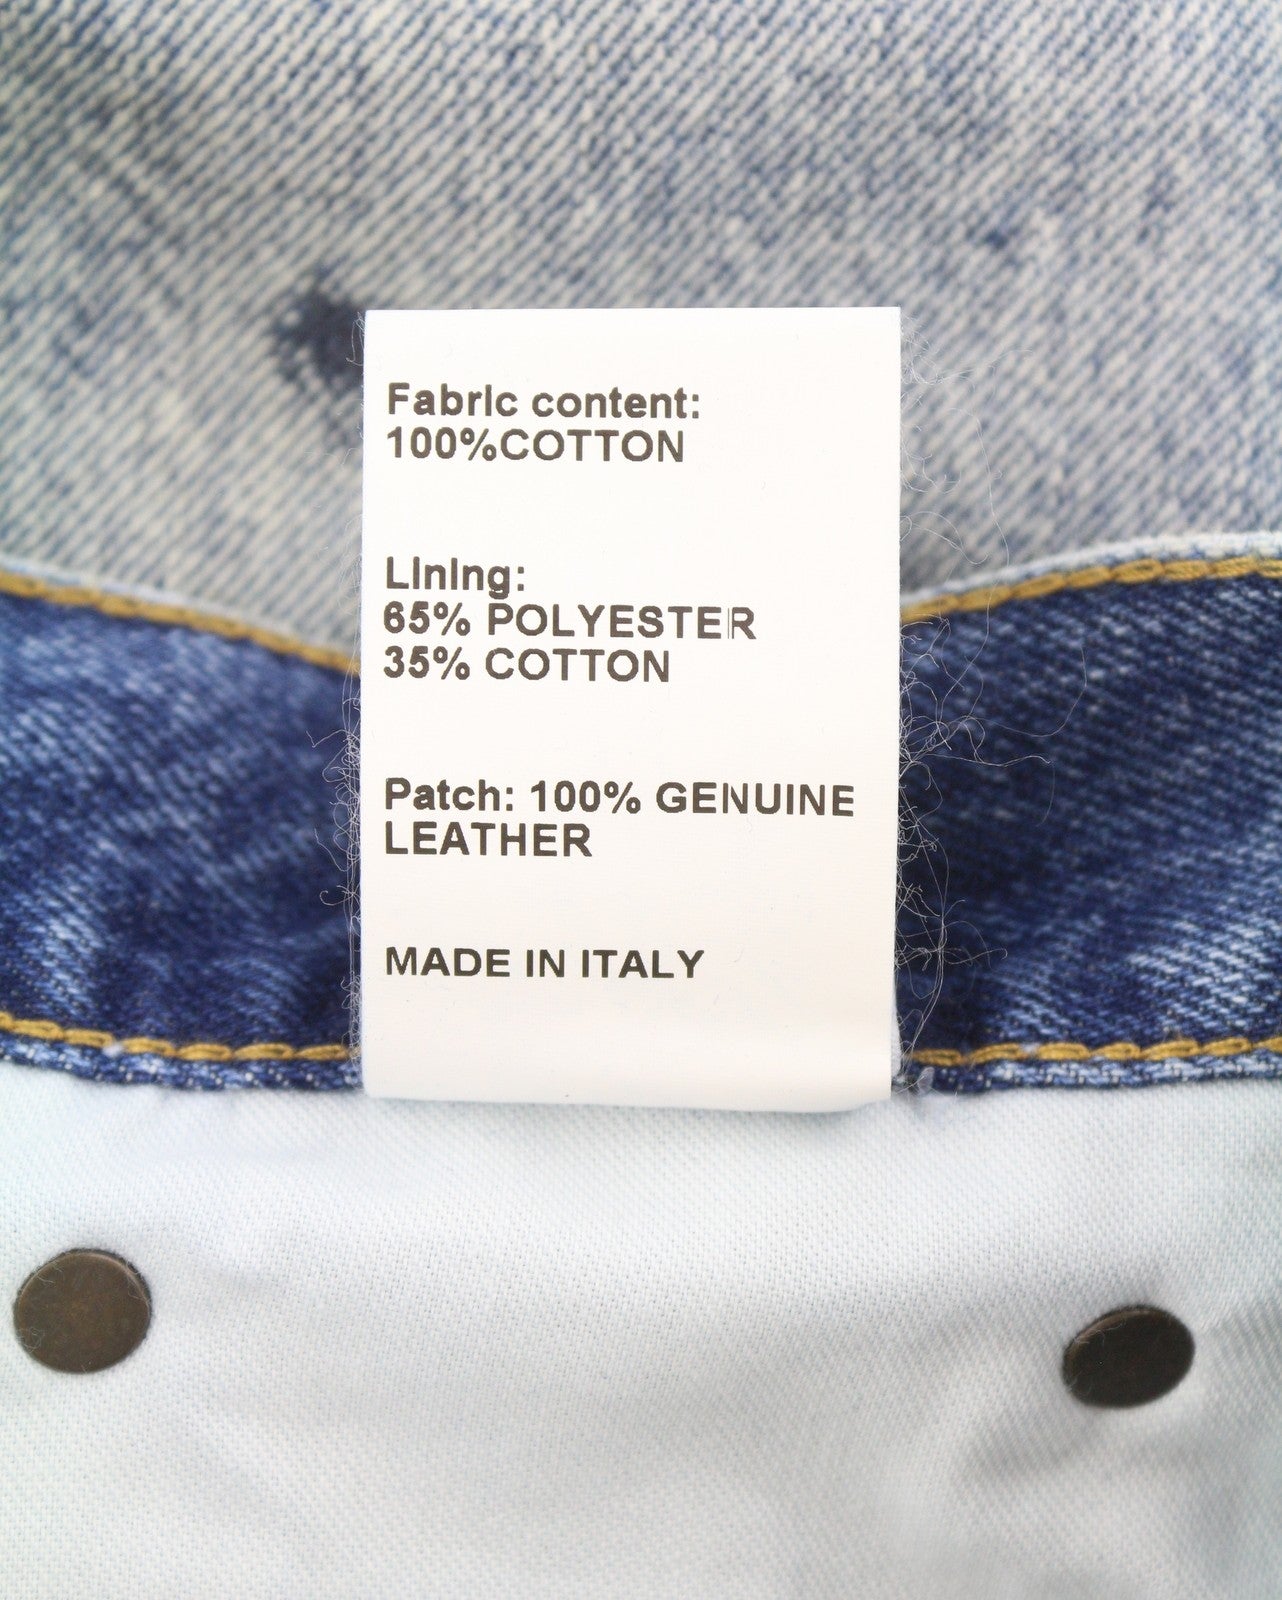 Fabric content:
100%COTTON
Lining:
65% POLYESTER
35% COTTON
Patch: 100% GENUINE
LEATHER
MADE IN ITALY